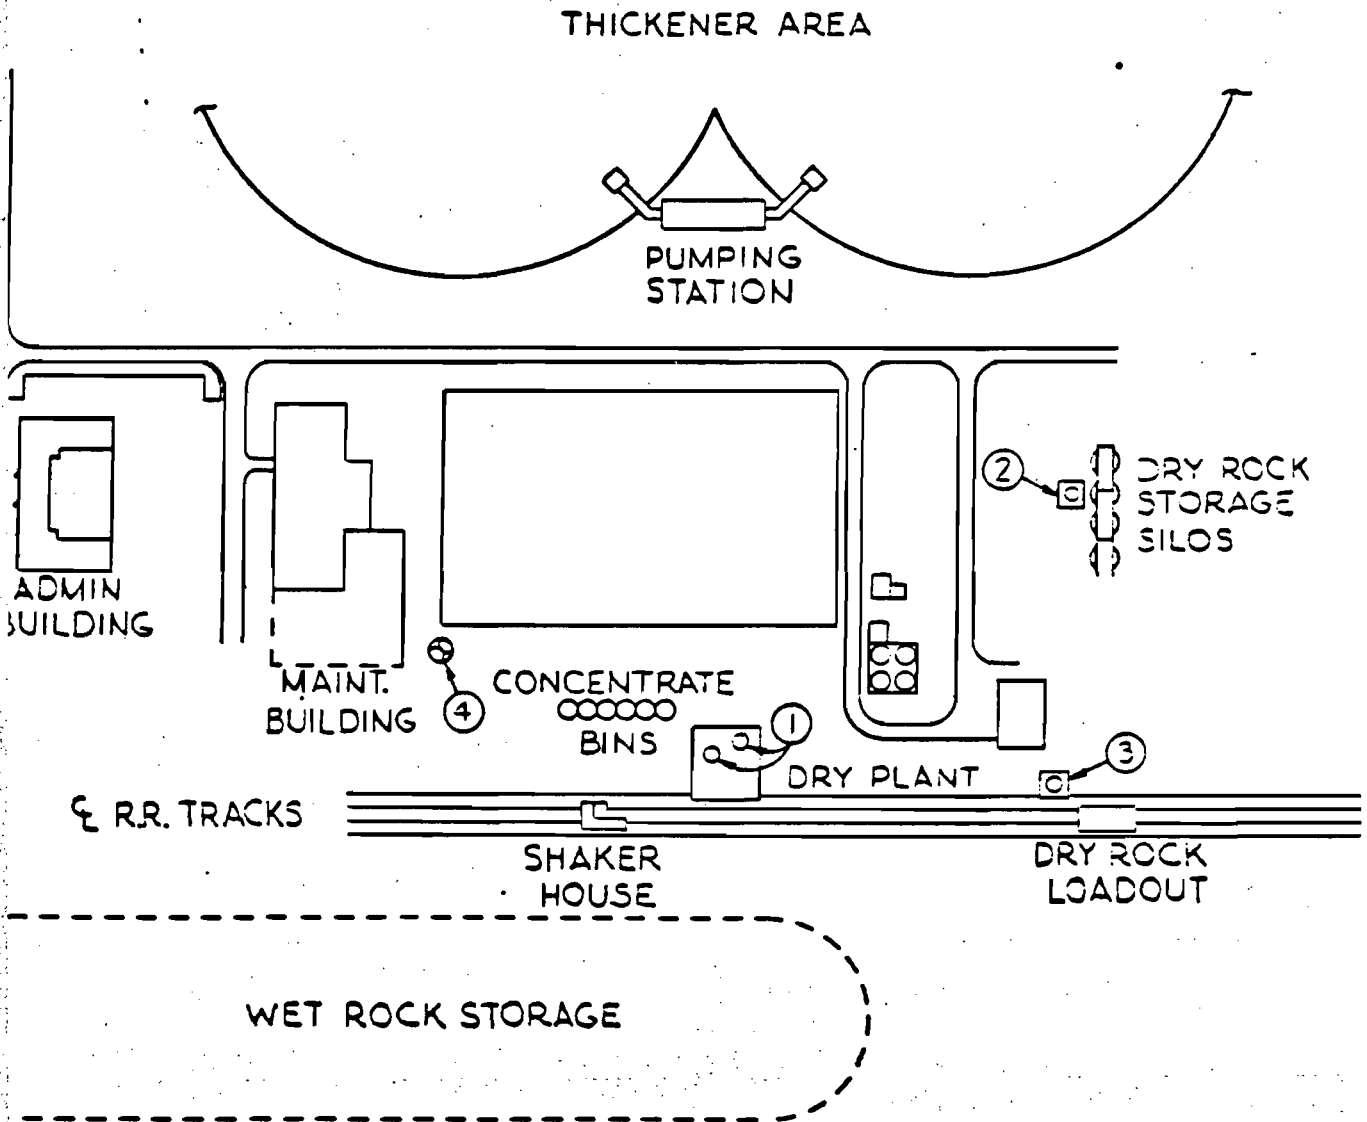 THICKENER AREA
PUMPING
STATION
2
DRY ROCK
STORAGE
SILOS
ADMIN
BUILDING
MAINT.
BUILDING
4
CONCENTRATE
BINS
1
DRY PLANT
3
℄ R.R. TRACKS
SHAKER
HOUSE
DRY ROCK
LOADOUT
WET ROCK STORAGE